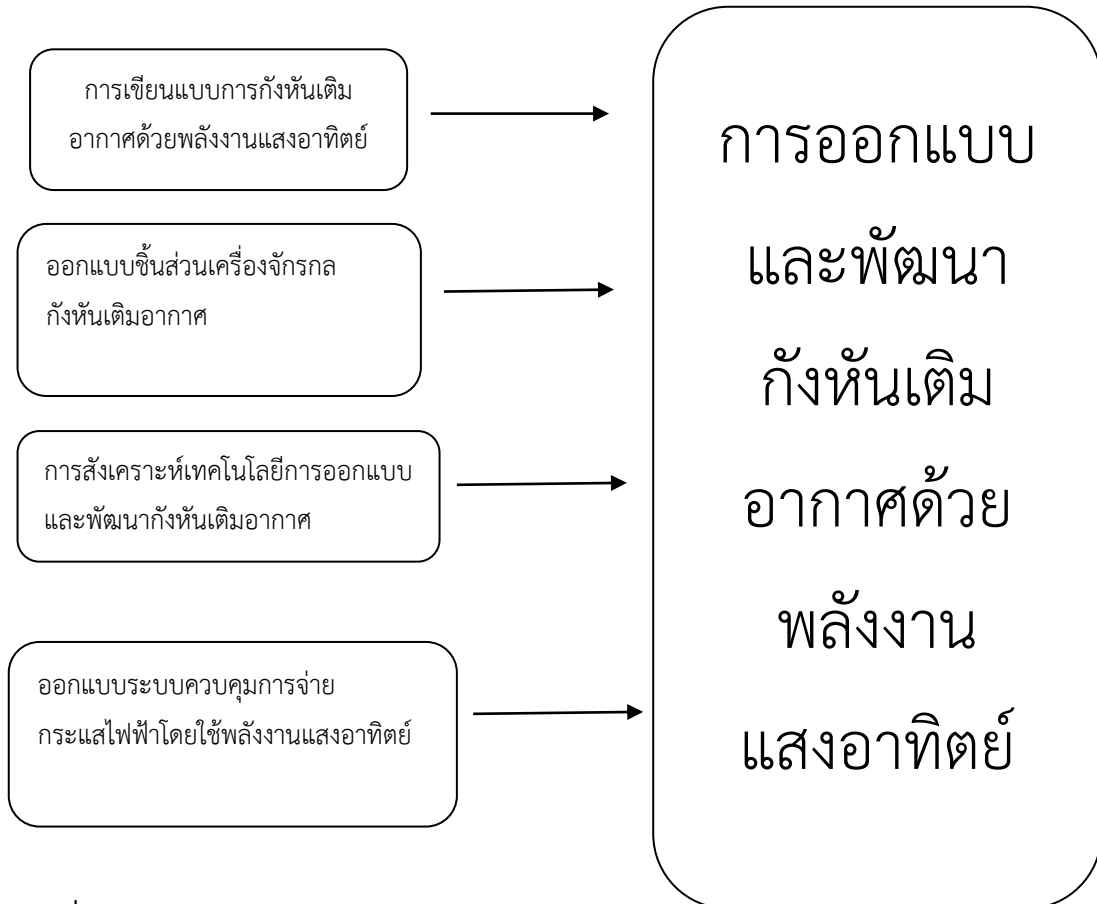 การเขียนแบบการกังหันเติม
อากาศด้วยพลังงานแสงอาทิตย์
ออกแบบชิ้นส่วนเครื่องจักรกล
กังหันเติมอากาศ
การสังเคราะห์เทคโนโลยีการออกแบบ
และพัฒนากังหันเติมอากาศ
ออกแบบระบบควบคุมการจ่าย
กระแสไฟฟ้าโดยใช้พลังงานแสงอาทิตย์
การออกแบบ
และพัฒนา
กังหันเติม
อากาศด้วย
พลังงาน
แสงอาทิตย์